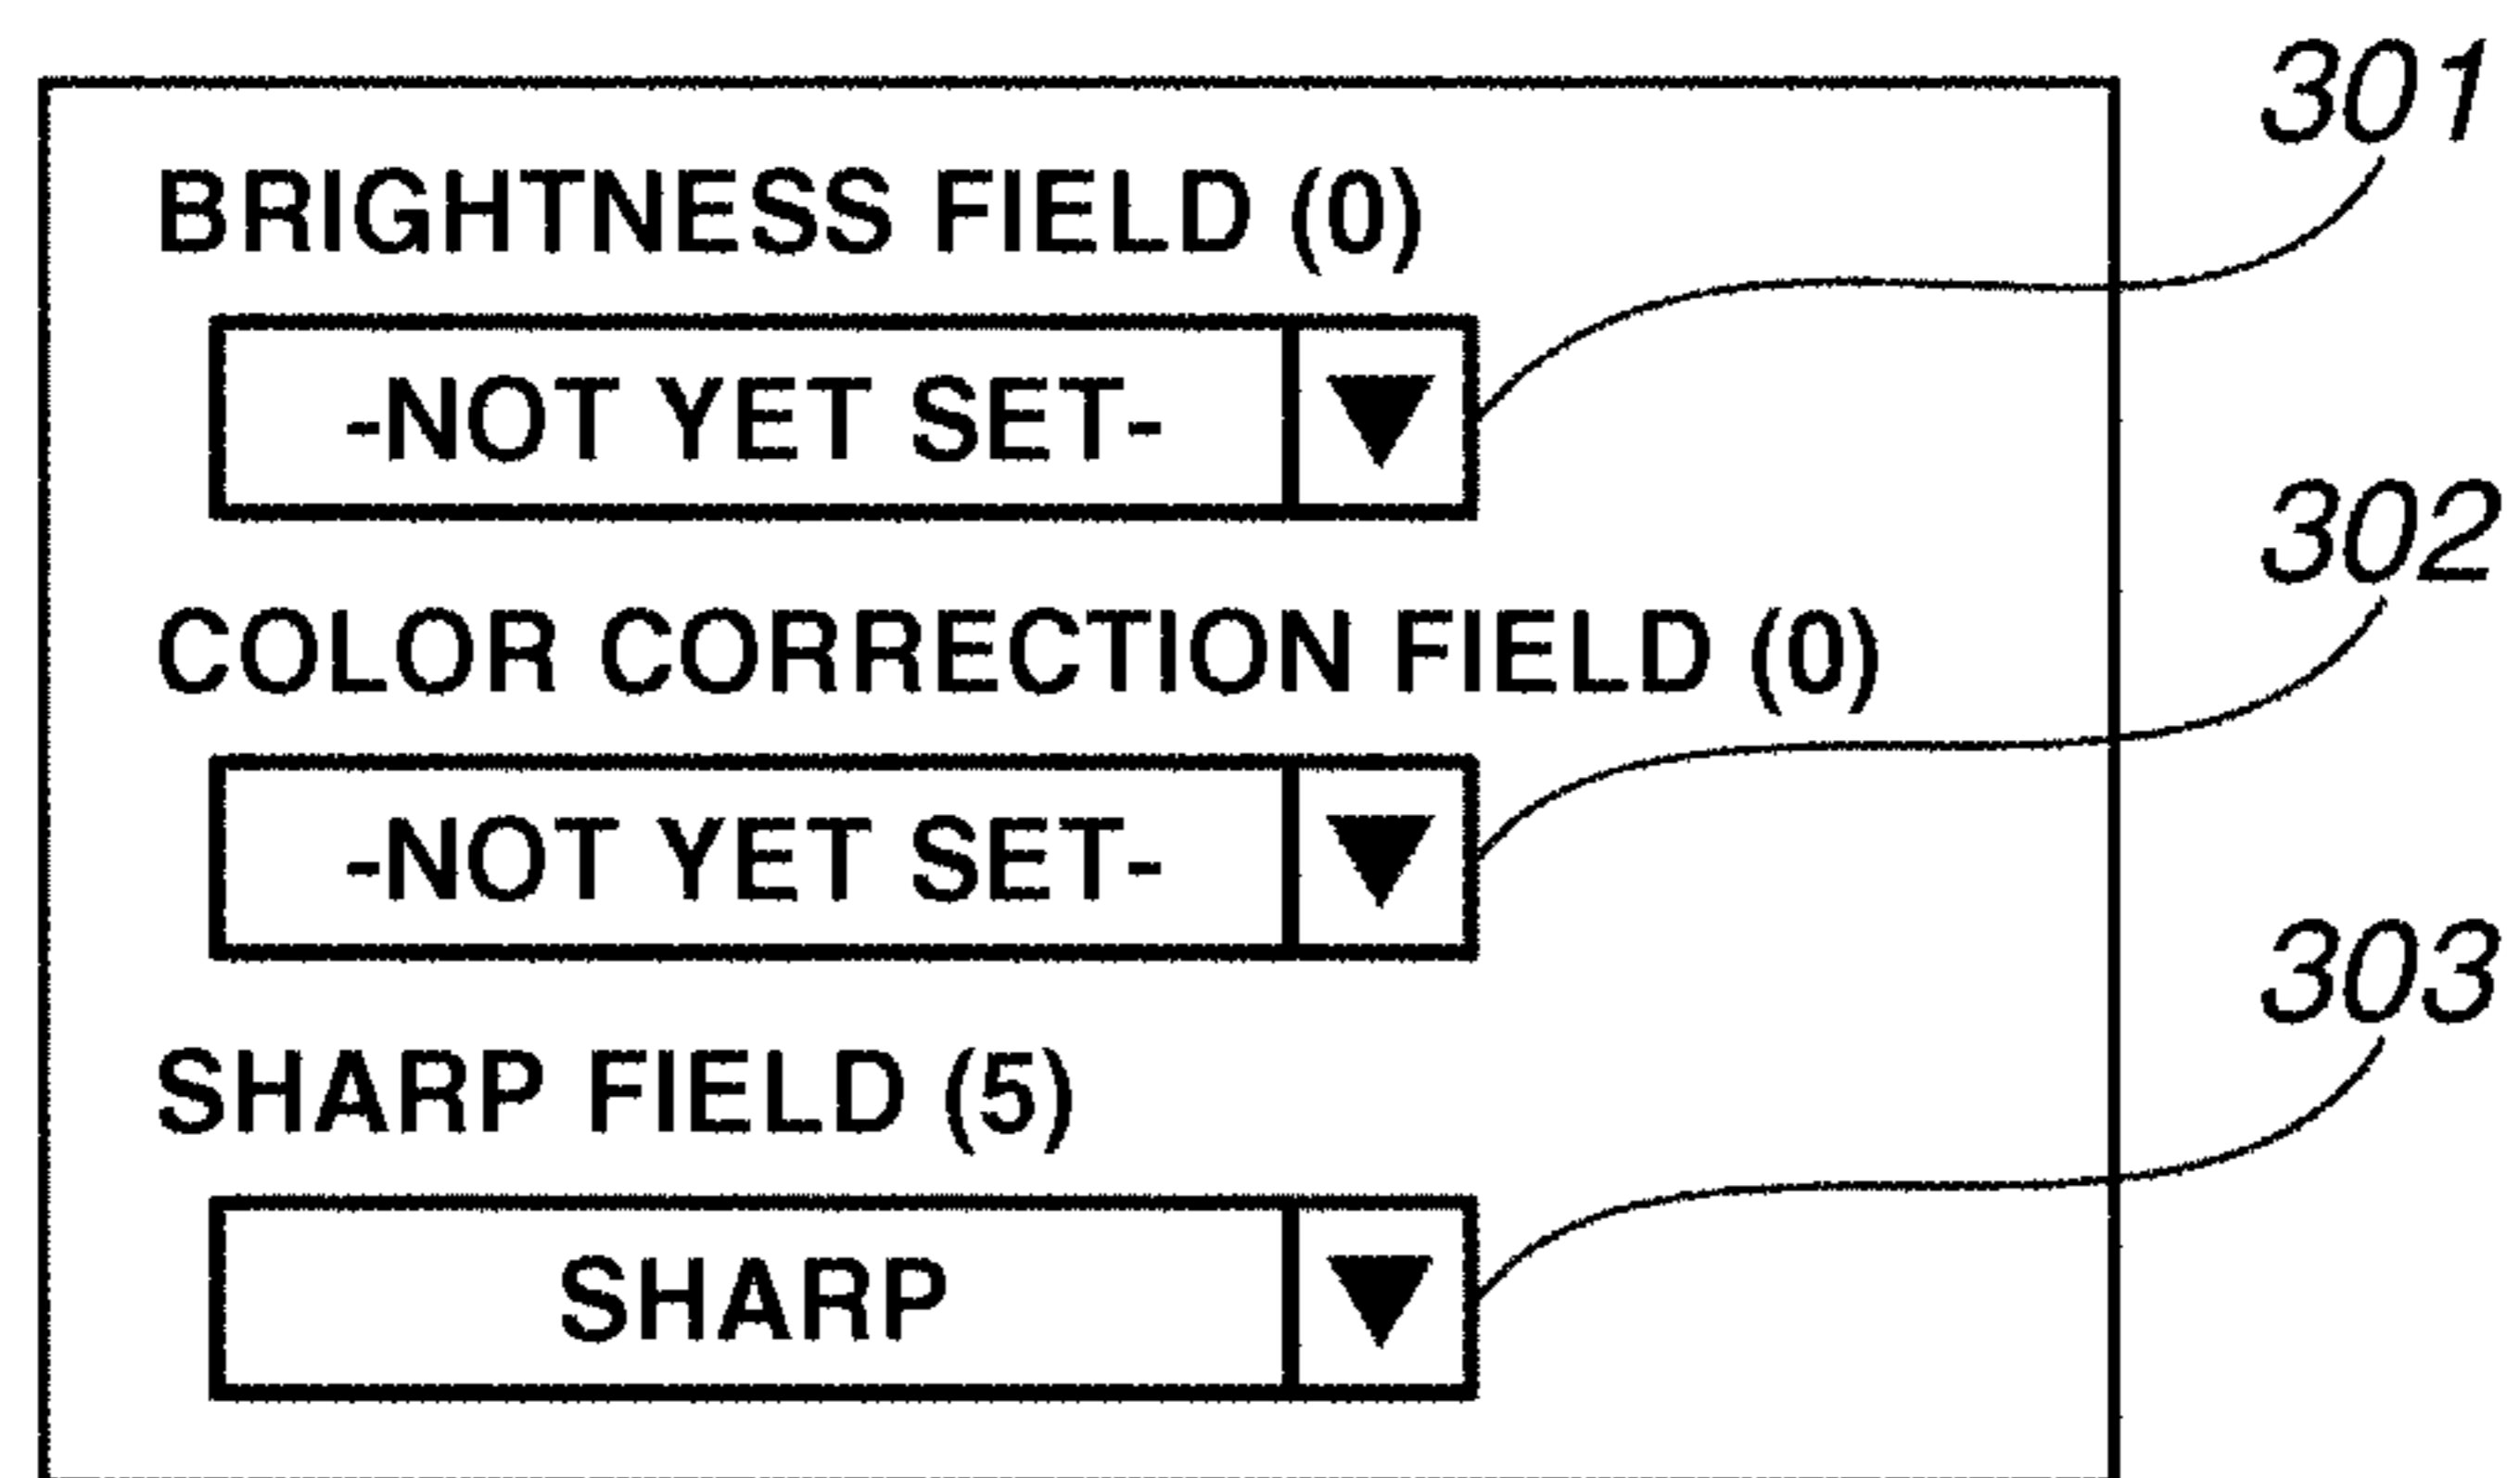 301
BRIGHTNESS FIELD (0)
-NOT YET SET-
302
COLOR CORRECTION FIELD (0)
-NOT YET SET-
303
SHARP FIELD (5)
SHARP